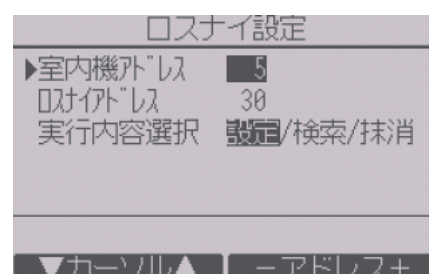 ロスナイ設定
▶室内機アドレス 5
ロスナイアドレス 30
実行内容選択 設定/検索/抹消
▼カーソル▲ －アドレス＋